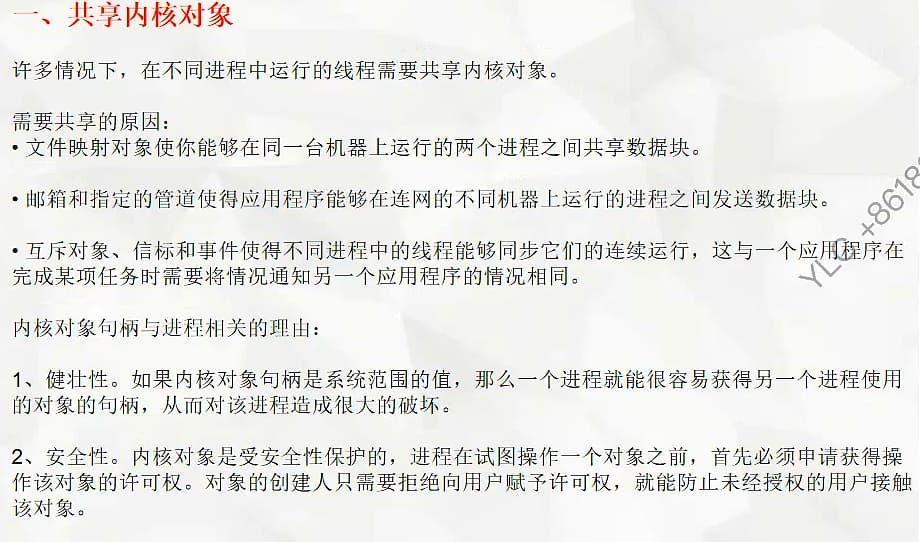 一、共享内核对象
许多情况下，在不同进程中运行的线程需要共享内核对象。
需要共享的原因：
• 文件映射对象使你能够在同一台机器上运行的两个进程之间共享数据块。
• 邮箱和指定的管道使得应用程序能够在连网的不同机器上运行的进程之间发送数据块。
• 互斥对象、信标和事件使得不同进程中的线程能够同步它们的连续运行，这与一个应用程序在
完成某项任务时需要将情况通知另一个应用程序的情况相同。
内核对象句柄与进程相关的理由：
1、健壮性。如果内核对象句柄是系统范围的值，那么一个进程就能很容易获得另一个进程使用
的对象的句柄，从而对该进程造成很大的破坏。
2、安全性。内核对象是受安全性保护的，进程在试图操作一个对象之前，首先必须申请获得操
作该对象的许可权。对象的创建人只需要拒绝向用户赋予许可权，就能防止未经授权的用户接触
该对象。